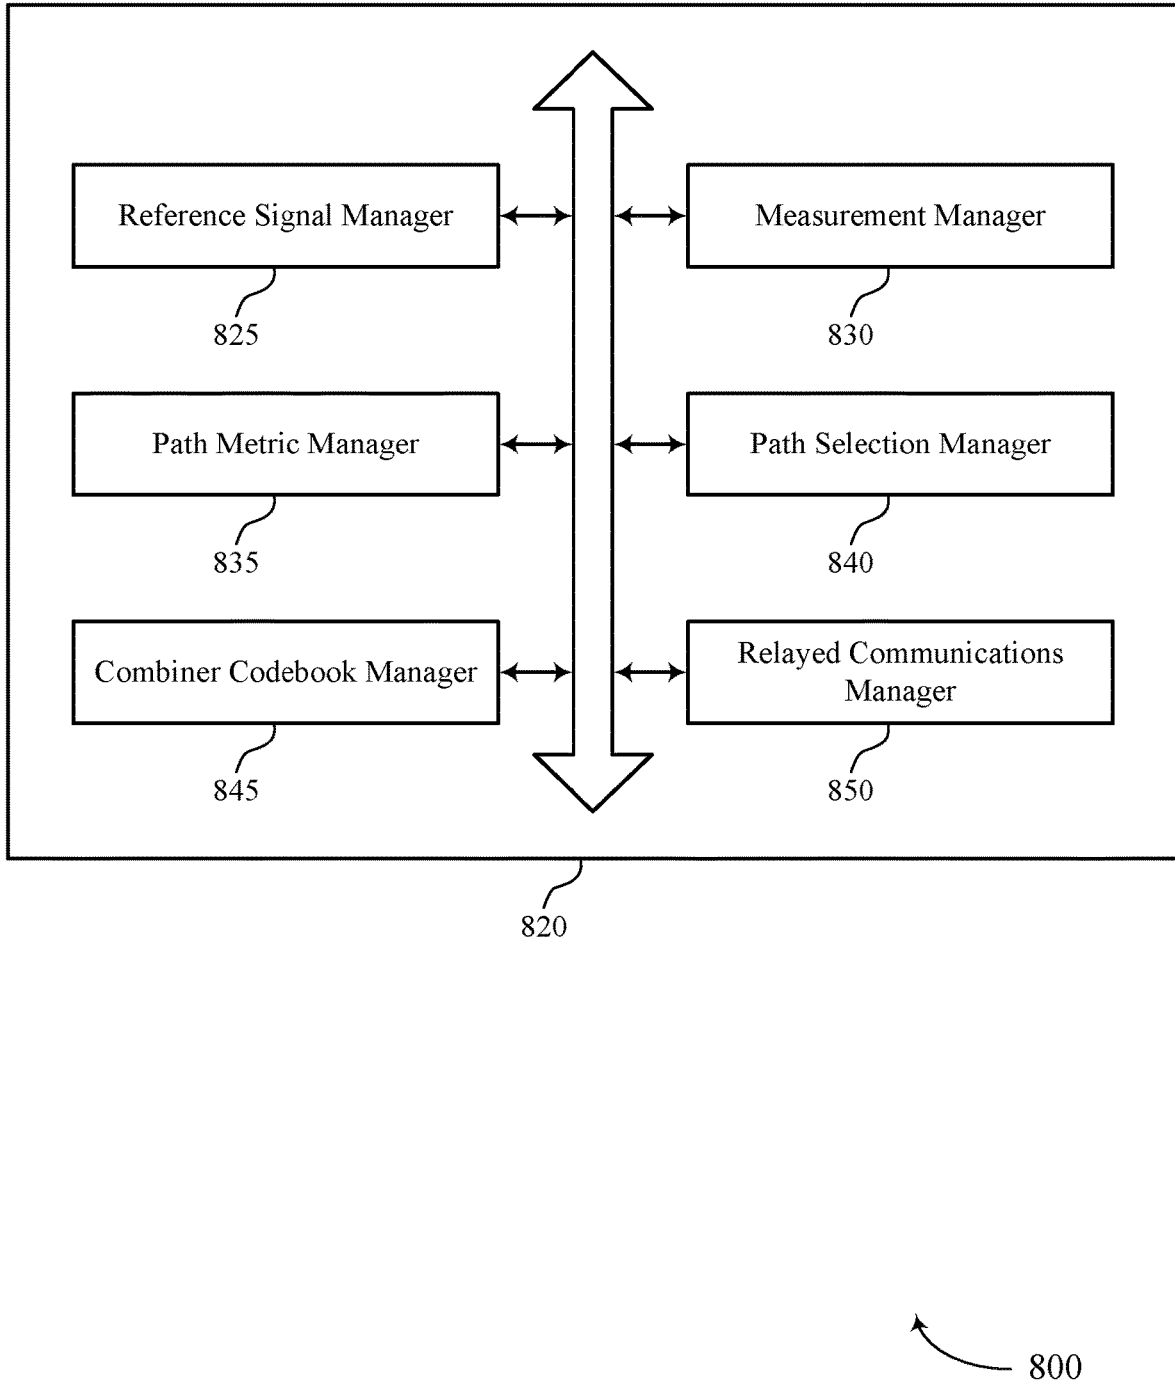 Reference Signal Manager
Measurement Manager
825
830
Path Metric Manager
Path Selection Manager
835
840
Combiner Codebook Manager
Relayed Communications
Manager
845
850
820
800